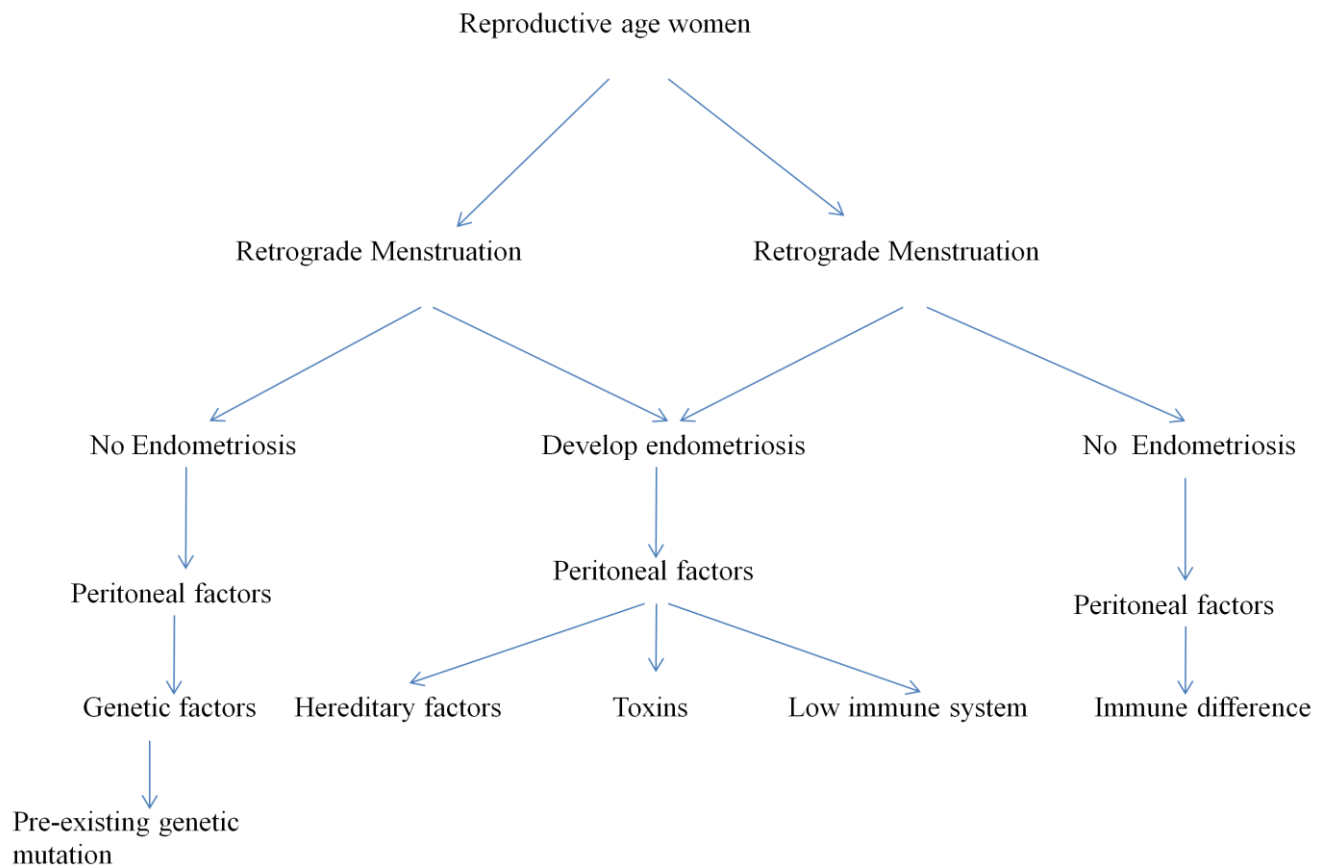 Reproductive age women
Retrograde Menstruation
Retrograde Menstruation
No Endometriosis
Develop endometriosis
No Endometriosis
Peritoneal factors
Peritoneal factors
Peritoneal factors
Genetic factors
Hereditary factors
Toxins
Low immune system
Immune difference
Pre-existing genetic
mutation